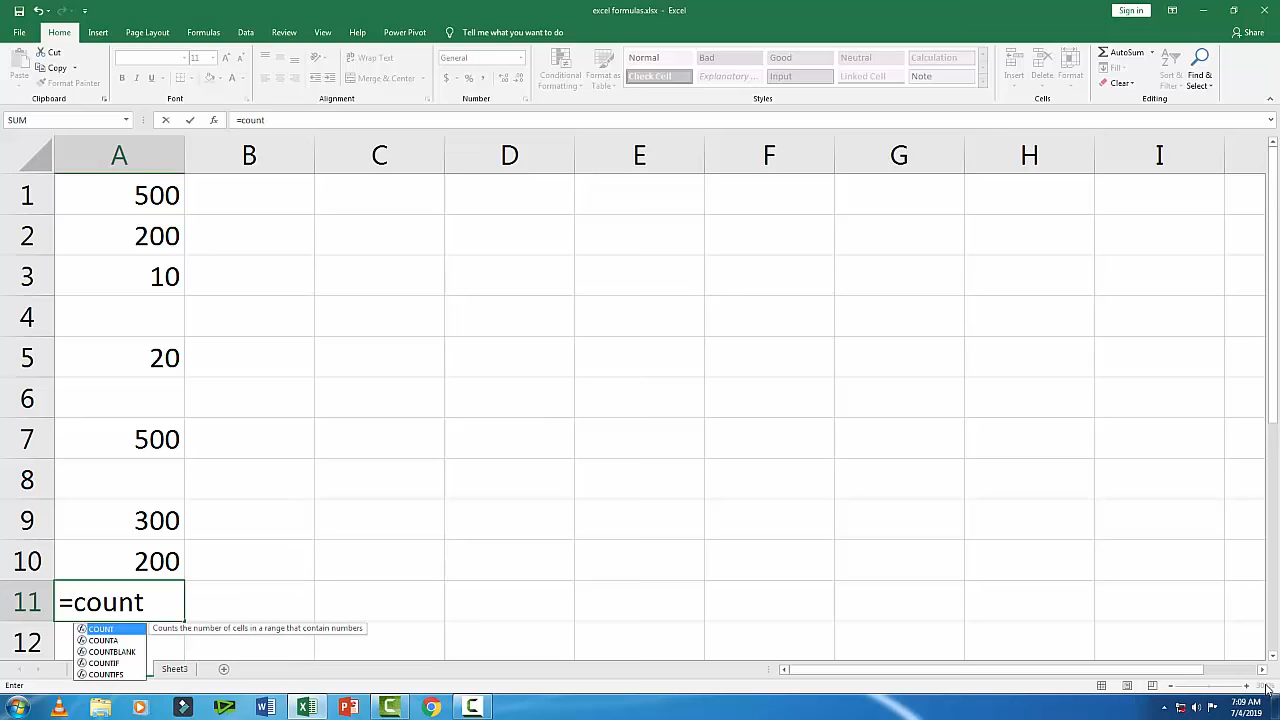 excel formulas.xlsx - Excel
Sign in
File Home Insert Page Layout Formulas Data Review View Help Power Pivot Tell me what you want to do Share
Paste
Cut
Copy
Format Painter
Clipboard
11
B I U
Font
Wrap Text
Merge & Center
Alignment
General
$ % ,
Number
Conditional Formatting
Format as Table
Normal Bad Good Neutral Calculation
Check Cell Explanatory ... Input Linked Cell Note
Styles
Insert Delete Format
Cells
AutoSum
Fill
Clear
Sort & Filter
Find & Select
Editing
SUM
fx
=count
A B C D E F G H I
1 500
2 200
3 10
4
5 20
6
7 500
8
9 300
10 200
11 =count
12
COUNT
Counts the number of cells in a range that contain numbers
COUNTA
COUNTBLANK
COUNTIF
COUNTIFS
Sheet3
Enter
7:09 AM
7/4/2019